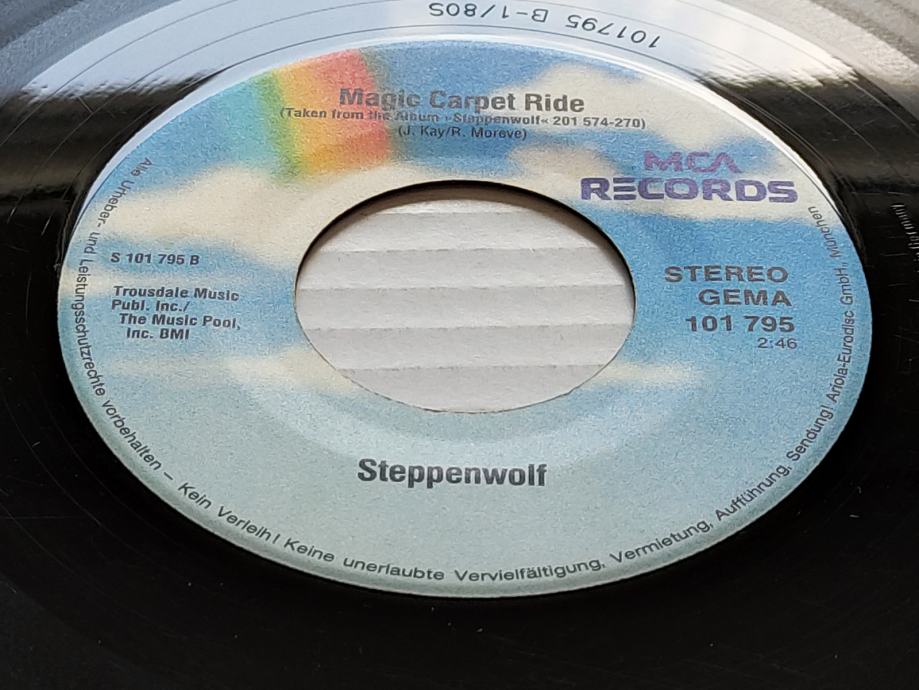 101795 B-1/80S
Magic Carpet Ride
(Taken from the Album »Steppenwolf« 201 574-270)
(J. Kay/R. Moreve)
MCA
RECORDS
S 101 795 B
Trousdale Music
Publ. Inc./
The Music Pool,
Inc. BMI
STEREO
GEMA
101 795
2:46
Steppenwolf
Alle Urheber- und Leistungsschutzrechte vorbehalten – Kein Verleih! Keine unerlaubte Vervielfältigung, Vermietung, Aufführung, Sendung! Ariola-Eurodisc GmbH, München